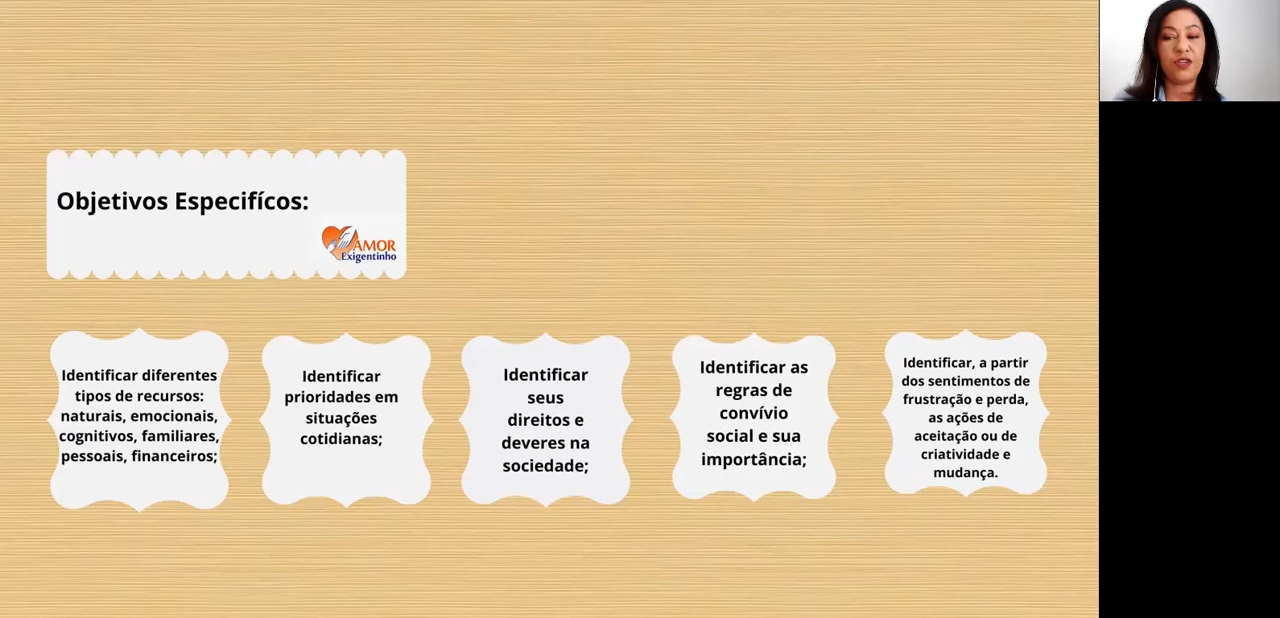 Objetivos Especifícos:
AMOR
Exigentinho
Identificar diferentes
tipos de recursos:
naturais, emocionais,
cognitivos, familiares,
pessoais, financeiros;
Identificar
prioridades em
situações
cotidianas;
Identificar
seus
direitos e
deveres na
sociedade;
Identificar as
regras de
convívio
social e sua
importância;
Identificar, a partir
dos sentimentos de
frustração e perda,
as ações de
aceitação ou de
criatividade e
mudança.